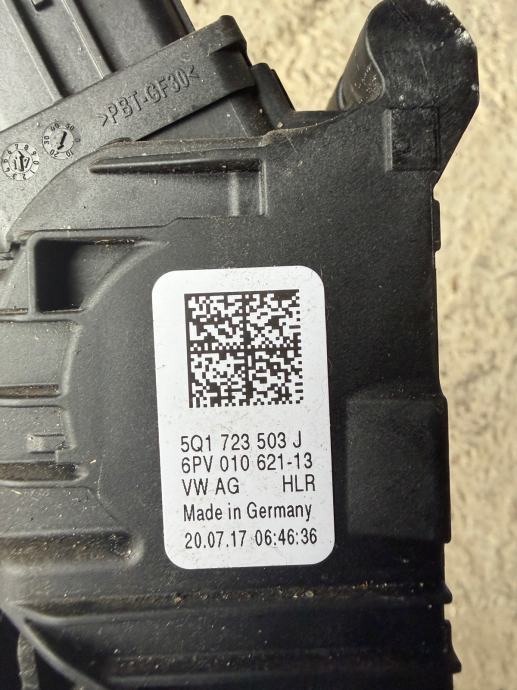 >PBT-GF30<
5Q1 723 503 J
6PV 010 621-13
VW AG HLR
Made in Germany
20.07.17 06:46:36